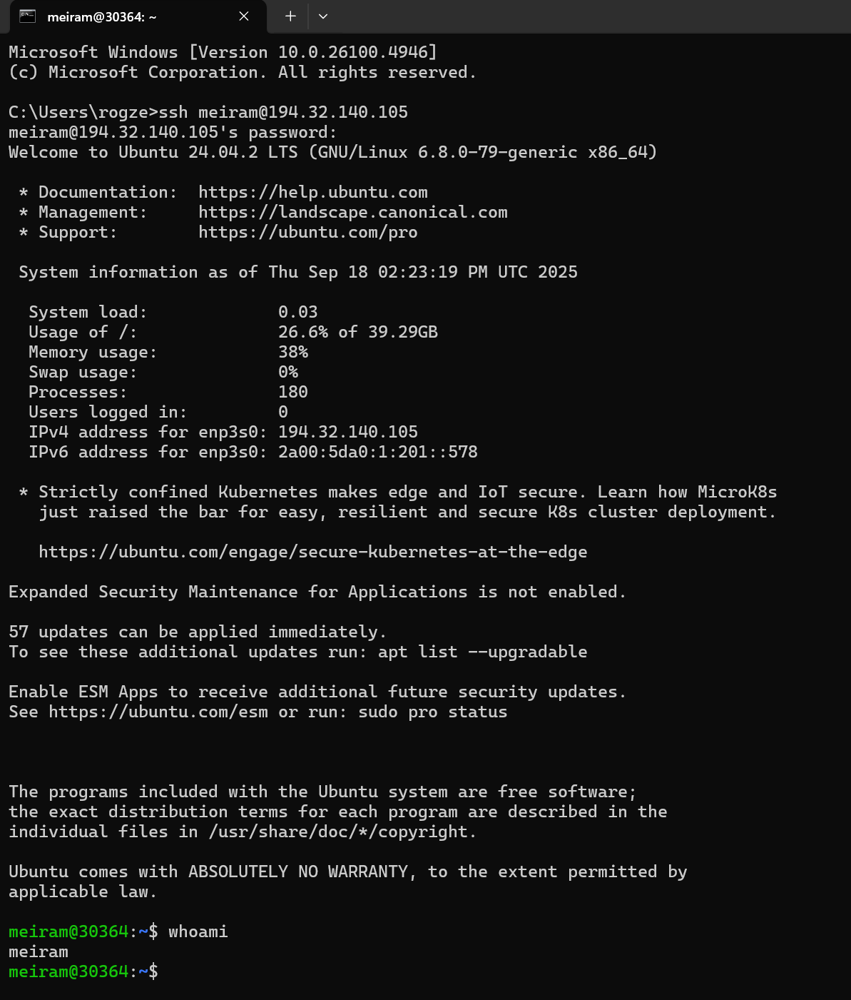 meiram@30364: ~
Microsoft Windows [Version 10.0.26100.4946]
(c) Microsoft Corporation. All rights reserved.
C:\Users\rogze>ssh meiram@194.32.140.105
meiram@194.32.140.105's password:
Welcome to Ubuntu 24.04.2 LTS (GNU/Linux 6.8.0-79-generic x86_64)
* Documentation:  https://help.ubuntu.com
* Management:     https://landscape.canonical.com
* Support:        https://ubuntu.com/pro
System information as of Thu Sep 18 02:23:19 PM UTC 2025
System load:             0.03
Usage of /:              26.6% of 39.29GB
Memory usage:            38%
Swap usage:              0%
Processes:               180
Users logged in:         0
IPv4 address for enp3s0: 194.32.140.105
IPv6 address for enp3s0: 2a00:5da0:1:201::578
* Strictly confined Kubernetes makes edge and IoT secure. Learn how MicroK8s
just raised the bar for easy, resilient and secure K8s cluster deployment.
https://ubuntu.com/engage/secure-kubernetes-at-the-edge
Expanded Security Maintenance for Applications is not enabled.
57 updates can be applied immediately.
To see these additional updates run: apt list --upgradable
Enable ESM Apps to receive additional future security updates.
See https://ubuntu.com/esm or run: sudo pro status
The programs included with the Ubuntu system are free software;
the exact distribution terms for each program are described in the
individual files in /usr/share/doc/*/copyright.
Ubuntu comes with ABSOLUTELY NO WARRANTY, to the extent permitted by
applicable law.
meiram@30364:~$ whoami
meiram
meiram@30364:~$